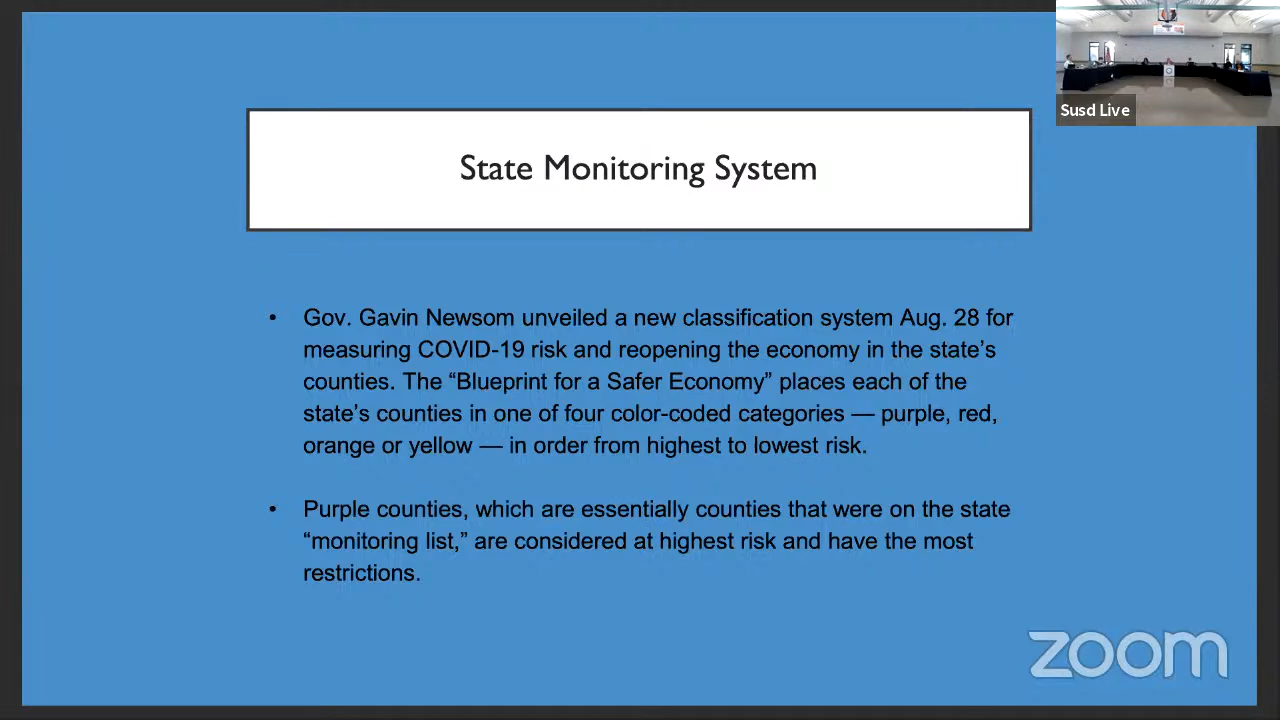 Susd Live
State Monitoring System
• Gov. Gavin Newsom unveiled a new classification system Aug. 28 for
measuring COVID-19 risk and reopening the economy in the state’s
counties. The “Blueprint for a Safer Economy” places each of the
state’s counties in one of four color-coded categories — purple, red,
orange or yellow — in order from highest to lowest risk.
• Purple counties, which are essentially counties that were on the state
“monitoring list,” are considered at highest risk and have the most
restrictions.
zoom